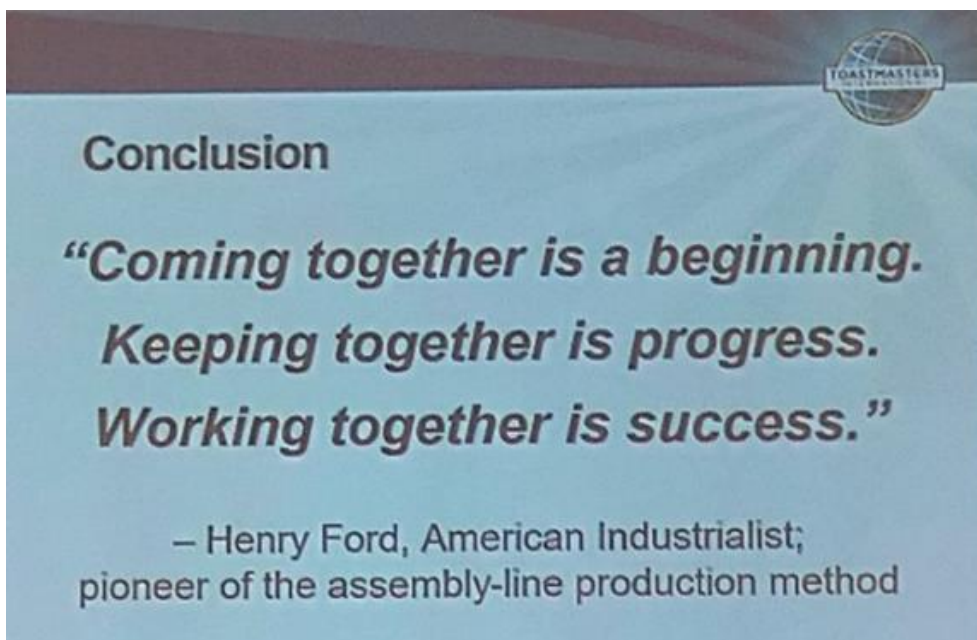 TOASTMASTERS
INTERNATIONAL
Conclusion
“Coming together is a beginning.
Keeping together is progress.
Working together is success.”
– Henry Ford, American Industrialist;
pioneer of the assembly-line production method